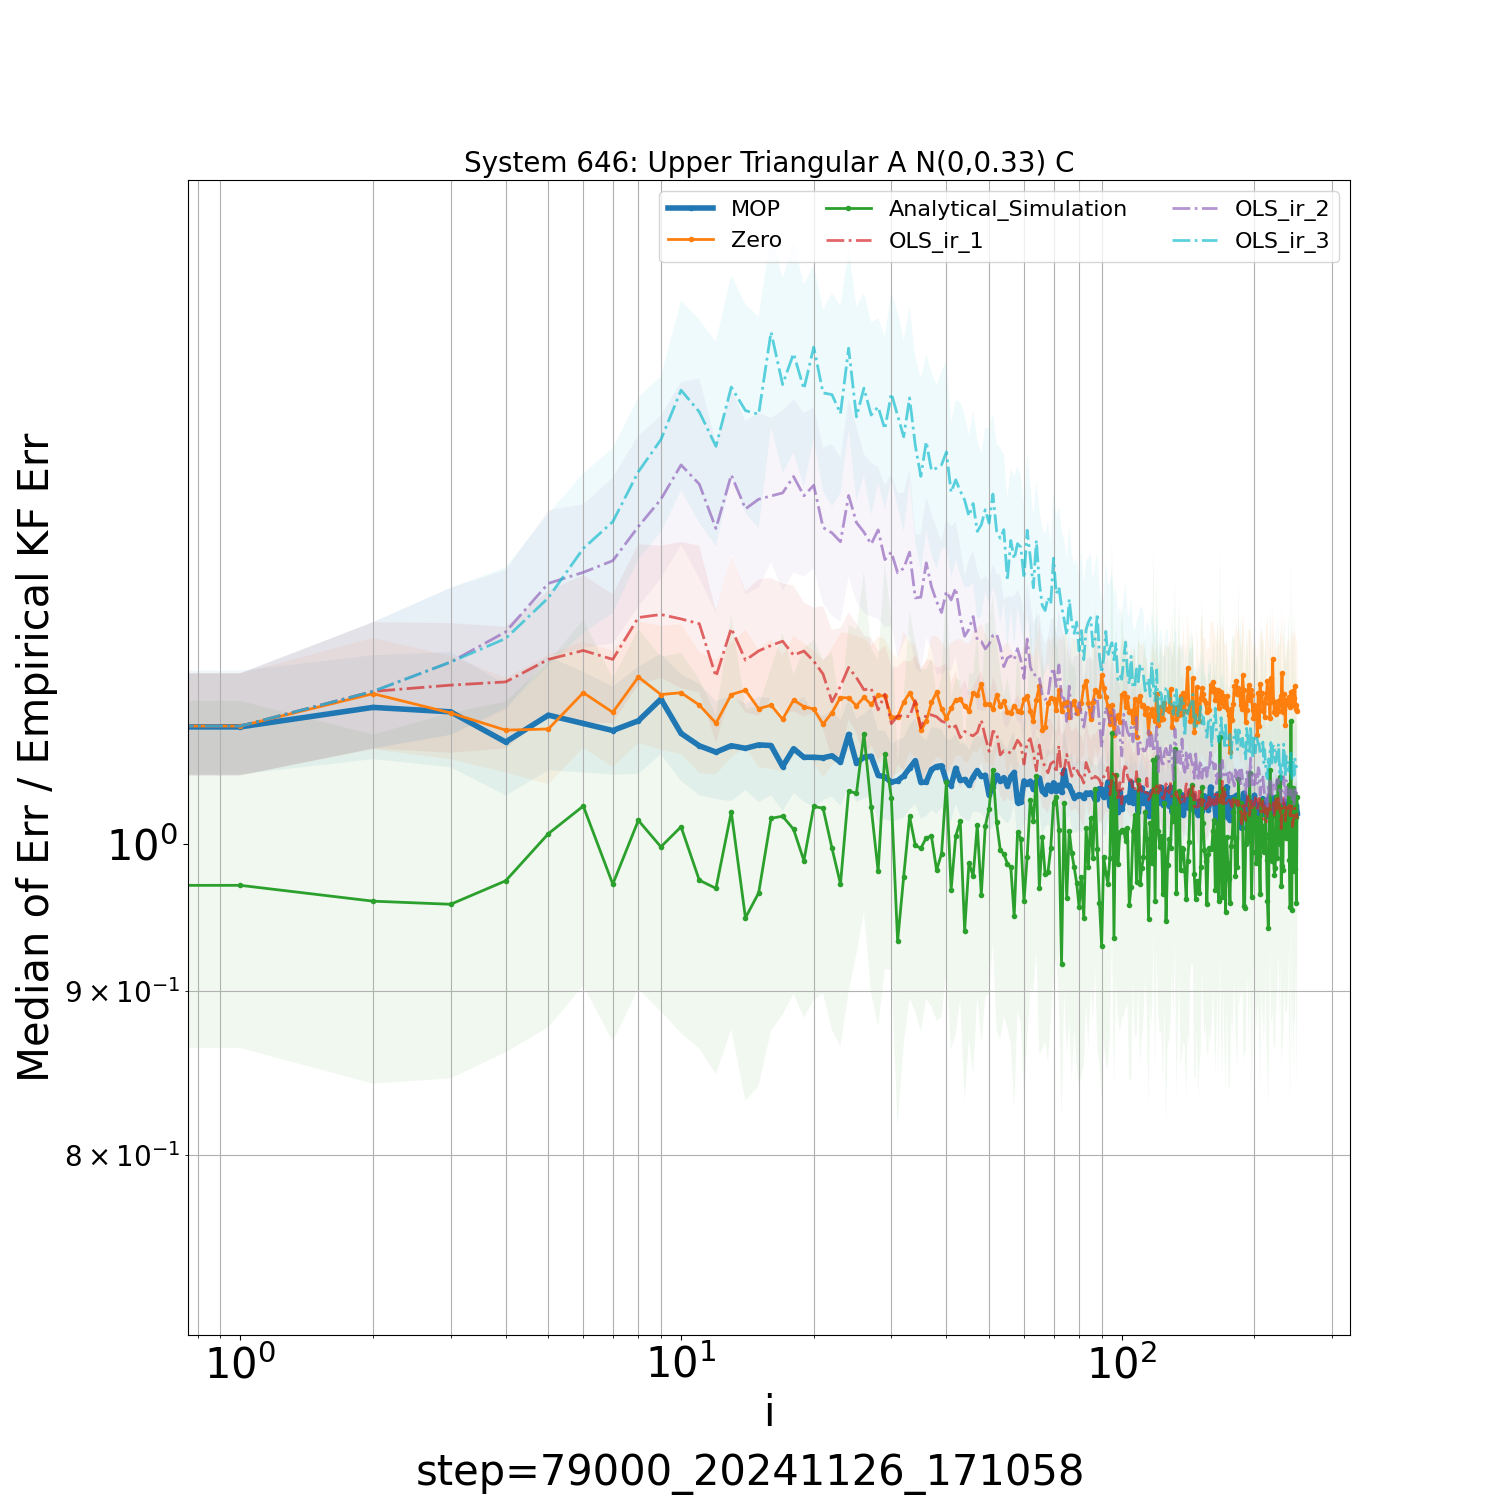 System 646: Upper Triangular A N(0,0.33) C
MOP
Zero
Analytical_Simulation
OLS_ir_1
OLS_ir_2
OLS_ir_3
Median of Err / Empirical KF Err
10⁰
9 × 10⁻¹
8 × 10⁻¹
10⁰ 10¹ 10²
i
step=79000_20241126_171058